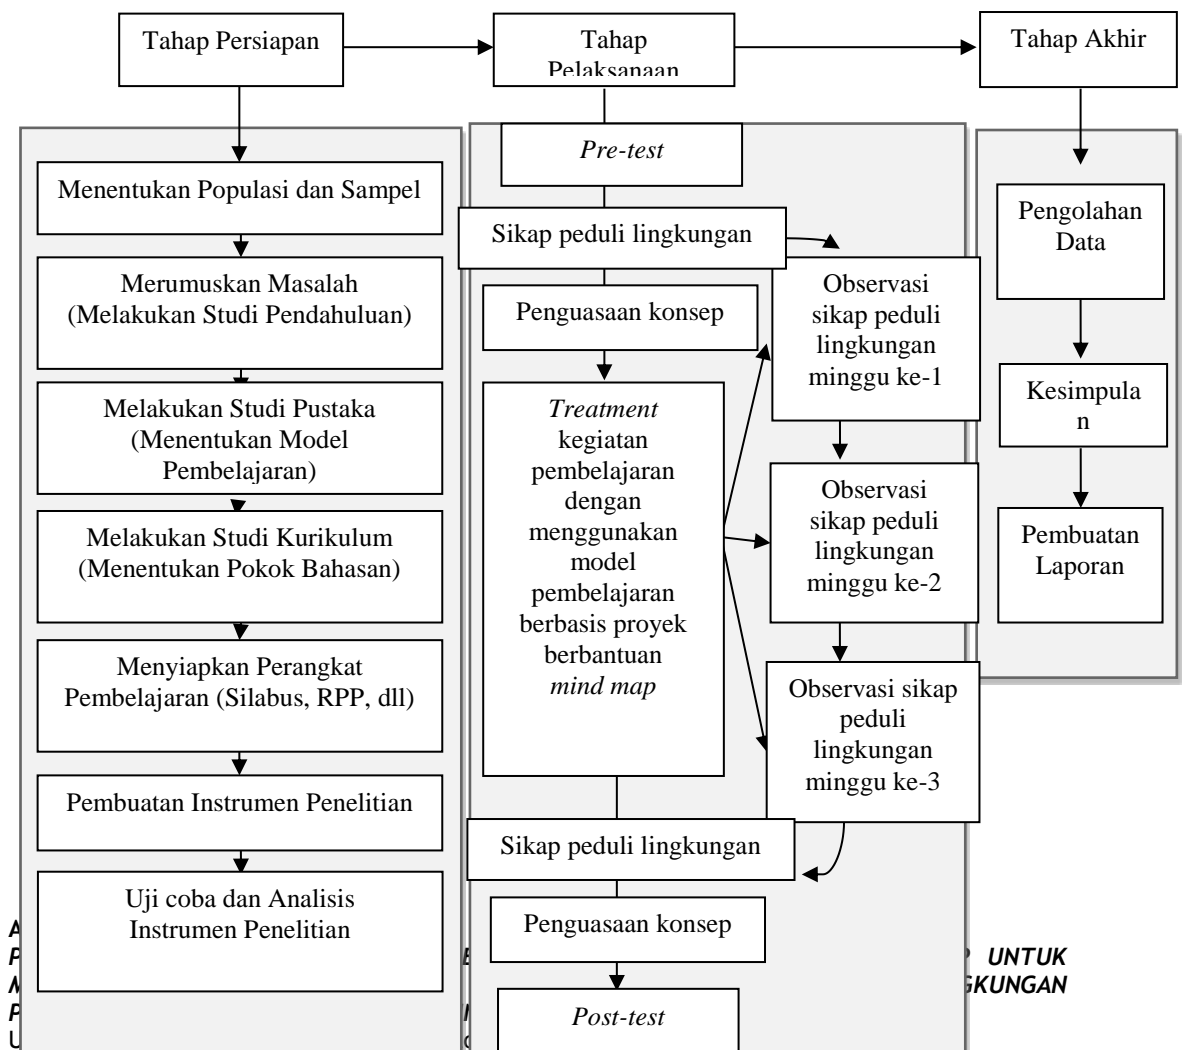 Tahap Persiapan
Tahap
Pelaksanaan
Tahap Akhir
Menentukan Populasi dan Sampel
Merumuskan Masalah
(Melakukan Studi Pendahuluan)
Melakukan Studi Pustaka
(Menentukan Model
Pembelajaran)
Melakukan Studi Kurikulum
(Menentukan Pokok Bahasan)
Menyiapkan Perangkat
Pembelajaran (Silabus, RPP, dll)
Pembuatan Instrumen Penelitian
Uji coba dan Analisis
Instrumen Penelitian
Pre-test
Sikap peduli lingkungan
Penguasaan konsep
Treatment
kegiatan
pembelajaran
dengan
menggunakan
model
pembelajaran
berbasis proyek
berbantuan
mind map
Observasi
sikap peduli
lingkungan
minggu ke-1
Observasi
sikap peduli
lingkungan
minggu ke-2
Observasi sikap
peduli
lingkungan
minggu ke-3
Sikap peduli lingkungan
Penguasaan konsep
Post-test
Pengolahan
Data
Kesimpula
n
Pembuatan
Laporan
A
P UNTUK
M GKUNGAN
P
U